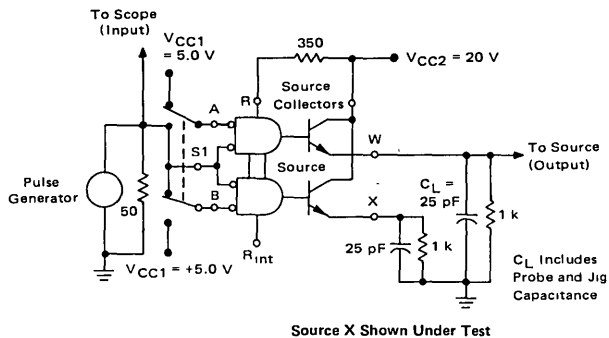 To Scope
(Input)
VCC1
= 5.0 V
350
VCC2 = 20 V
R
Source
Collectors
A
W
To Source
(Output)
S1
Source
Pulse
Generator
50
B
X
CL =
25 pF
1 k
25 pF
1 k
Rint
VCC1 = +5.0 V
CL Includes
Probe and Jig
Capacitance
Source X Shown Under Test